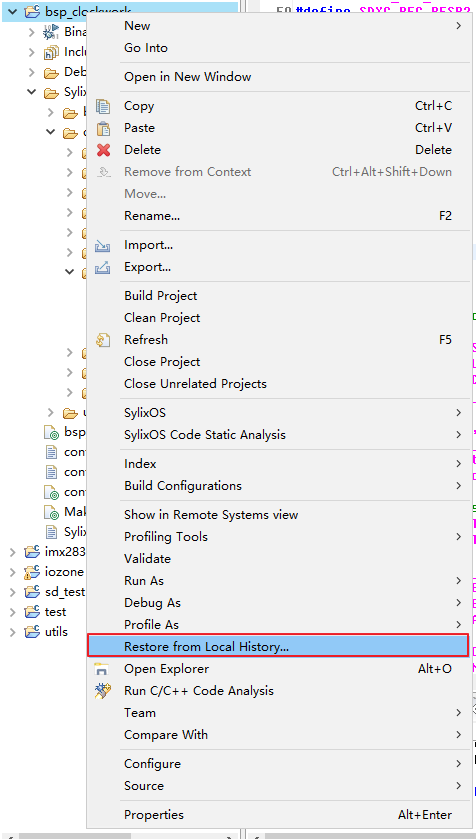 bsp_clockwork
#define SDXC_REG_RESP2
New
Bina
Go Into
Inclu
Deb
Open in New Window
Sylix
Copy Ctrl+C
Paste Ctrl+V
Delete Delete
Remove from Context Ctrl+Alt+Shift+Down
Move...
Rename... F2
Import...
Export...
Build Project
Clean Project
Refresh F5
Close Project
Close Unrelated Projects
SylixOS
bsp
SylixOS Code Static Analysis
con
Index
con
Build Configurations
con
Mak
Show in Remote Systems view
Sylix
Profiling Tools
imx283
Validate
iozone
Run As
sd_test
Debug As
test
Profile As
utils
Restore from Local History...
Open Explorer Alt+O
Run C/C++ Code Analysis
Team
Compare With
Configure
Source
Properties Alt+Enter